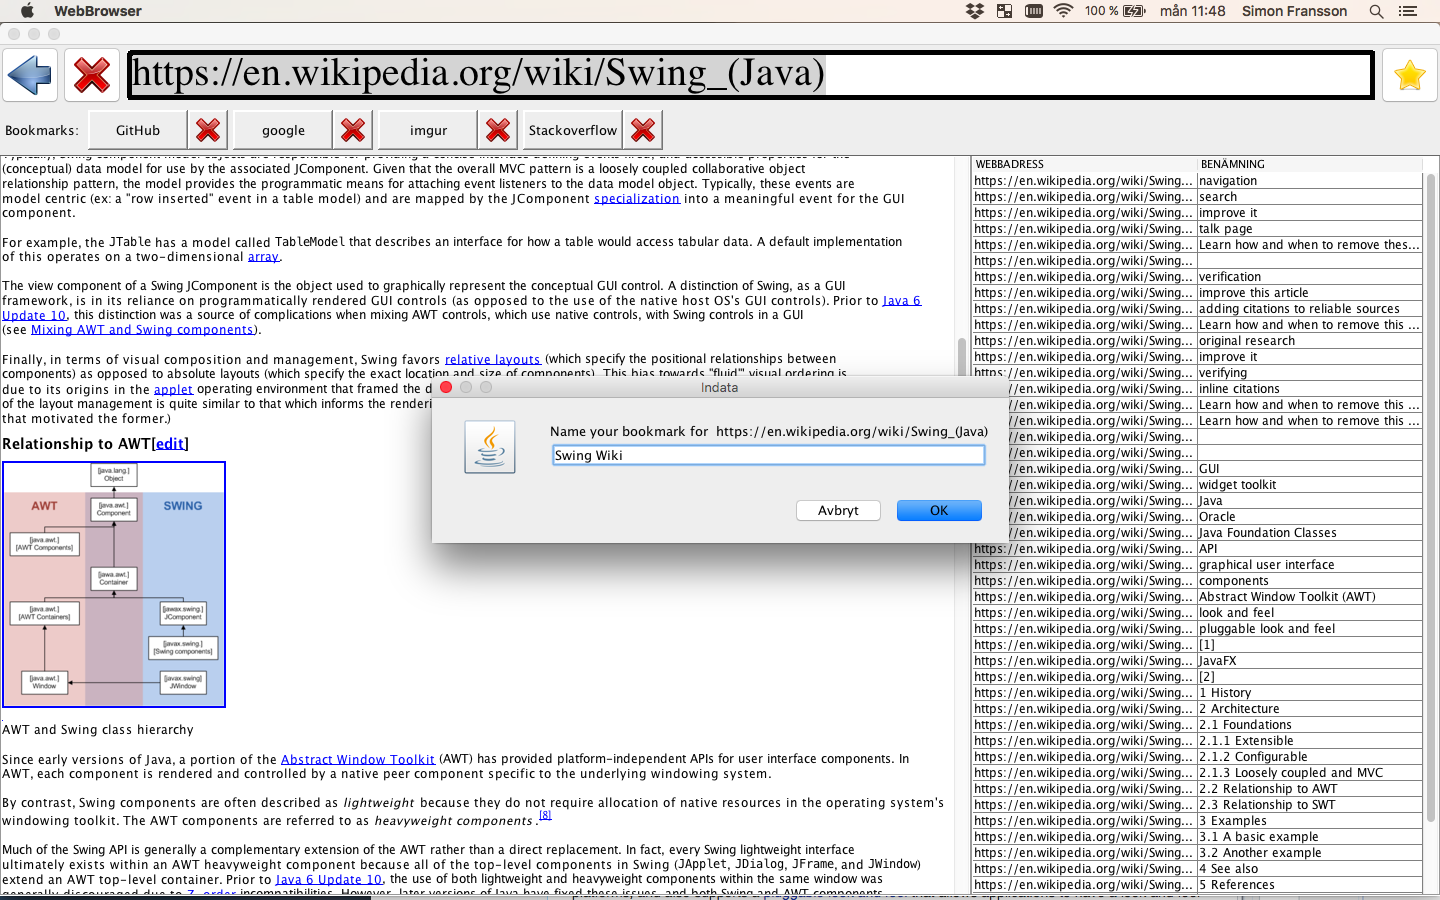 WebBrowser
100 %
mån 11:48
Simon Fransson
https://en.wikipedia.org/wiki/Swing_(Java)
Bookmarks:
GitHub
google
imgur
Stackoverflow
(conceptual) data model for use by the associated JComponent. Given that the overall MVC pattern is a loosely coupled collaborative object
relationship pattern, the model provides the programmatic means for attaching event listeners to the data model object. Typically, these events are
model centric (ex: a "row inserted" event in a table model) and are mapped by the JComponent specialization into a meaningful event for the GUI
component.
For example, the JTable has a model called TableModel that describes an interface for how a table would access tabular data. A default implementation
of this operates on a two-dimensional array.
The view component of a Swing JComponent is the object used to graphically represent the conceptual GUI control. A distinction of Swing, as a GUI
framework, is in its reliance on programmatically rendered GUI controls (as opposed to the use of the native host OS's GUI controls). Prior to Java 6
Update 10, this distinction was a source of complications when mixing AWT controls, which use native controls, with Swing controls in a GUI
(see Mixing AWT and Swing components).
Finally, in terms of visual composition and management, Swing favors relative layouts (which specify the positional relationships between
components) as opposed to absolute layouts (which specify the exact location and size of components). This bias towards "fluid"' visual ordering is
due to its origins in the applet operating environment that framed the d
of the layout management is quite similar to that which informs the renderi
that motivated the former.)
Relationship to AWT[edit]
AWT
SWING
[java.lang.]
Object
[java.awt.]
Component
[java.awt.]
[AWT Components]
[java.awt.]
Container
[java.awt.]
[AWT Containers]
[javax.swing.]
JComponent
[javax.swing.]
[Swing components]
[java.awt.]
Window
[javax.swing]
JWindow
AWT and Swing class hierarchy
Since early versions of Java, a portion of the Abstract Window Toolkit (AWT) has provided platform-independent APIs for user interface components. In
AWT, each component is rendered and controlled by a native peer component specific to the underlying windowing system.
By contrast, Swing components are often described as lightweight because they do not require allocation of native resources in the operating system's
windowing toolkit. The AWT components are referred to as heavyweight components.[8]
Much of the Swing API is generally a complementary extension of the AWT rather than a direct replacement. In fact, every Swing lightweight interface
ultimately exists within an AWT heavyweight component because all of the top-level components in Swing (JApplet, JDialog, JFrame, and JWindow)
extend an AWT top-level container. Prior to Java 6 Update 10, the use of both lightweight and heavyweight components within the same window was
generally discouraged due to Z-order incompatibilities. However, later versions of Java have fixed these issues, and both Swing and AWT components
Indata
Name your bookmark for https://en.wikipedia.org/wiki/Swing_(Java)
Swing Wiki
Avbryt
OK
WEBBADRESS BENÄMNING
https://en.wikipedia.org/wiki/Swing... navigation
https://en.wikipedia.org/wiki/Swing... search
https://en.wikipedia.org/wiki/Swing... improve it
https://en.wikipedia.org/wiki/Swing... talk page
https://en.wikipedia.org/wiki/Swing... Learn how and when to remove thes...
https://en.wikipedia.org/wiki/Swing...
https://en.wikipedia.org/wiki/Swing... verification
https://en.wikipedia.org/wiki/Swing... improve this article
https://en.wikipedia.org/wiki/Swing... adding citations to reliable sources
https://en.wikipedia.org/wiki/Swing... Learn how and when to remove this ...
https://en.wikipedia.org/wiki/Swing... original research
https://en.wikipedia.org/wiki/Swing... improve it
https://en.wikipedia.org/wiki/Swing... verifying
.wikipedia.org/wiki/Swing... inline citations
.wikipedia.org/wiki/Swing... Learn how and when to remove this ...
.wikipedia.org/wiki/Swing... Learn how and when to remove this ...
.wikipedia.org/wiki/Swing...
.wikipedia.org/wiki/Swing...
.wikipedia.org/wiki/Swing... GUI
.wikipedia.org/wiki/Swing... widget toolkit
.wikipedia.org/wiki/Swing... Java
.wikipedia.org/wiki/Swing... Oracle
.wikipedia.org/wiki/Swing... Java Foundation Classes
https://en.wikipedia.org/wiki/Swing... API
https://en.wikipedia.org/wiki/Swing... graphical user interface
https://en.wikipedia.org/wiki/Swing... components
https://en.wikipedia.org/wiki/Swing... Abstract Window Toolkit (AWT)
https://en.wikipedia.org/wiki/Swing... look and feel
https://en.wikipedia.org/wiki/Swing... pluggable look and feel
https://en.wikipedia.org/wiki/Swing... [1]
https://en.wikipedia.org/wiki/Swing... JavaFX
https://en.wikipedia.org/wiki/Swing... [2]
https://en.wikipedia.org/wiki/Swing... 1 History
https://en.wikipedia.org/wiki/Swing... 2 Architecture
https://en.wikipedia.org/wiki/Swing... 2.1 Foundations
https://en.wikipedia.org/wiki/Swing... 2.1.1 Extensible
https://en.wikipedia.org/wiki/Swing... 2.1.2 Configurable
https://en.wikipedia.org/wiki/Swing... 2.1.3 Loosely coupled and MVC
https://en.wikipedia.org/wiki/Swing... 2.2 Relationship to AWT
https://en.wikipedia.org/wiki/Swing... 2.3 Relationship to SWT
https://en.wikipedia.org/wiki/Swing... 3 Examples
https://en.wikipedia.org/wiki/Swing... 3.1 A basic example
https://en.wikipedia.org/wiki/Swing... 3.2 Another example
https://en.wikipedia.org/wiki/Swing... 4 See also
https://en.wikipedia.org/wiki/Swing... 5 References